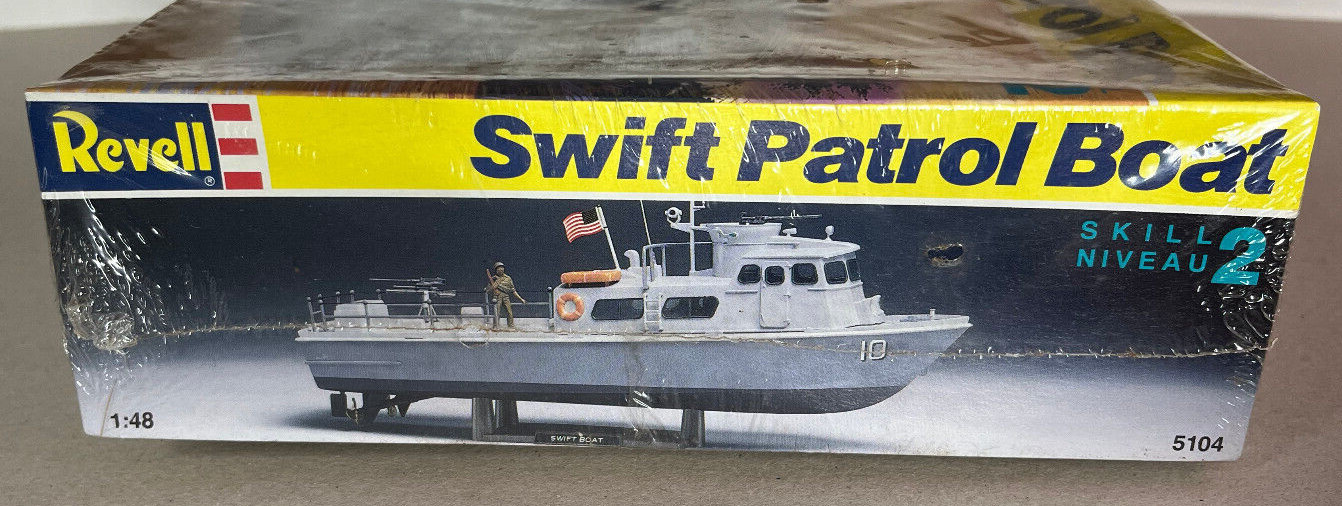 Revell®
Swift Patrol Boat
SKILL
NIVEAU 2
10
1:48
SWIFT BOAT
5104